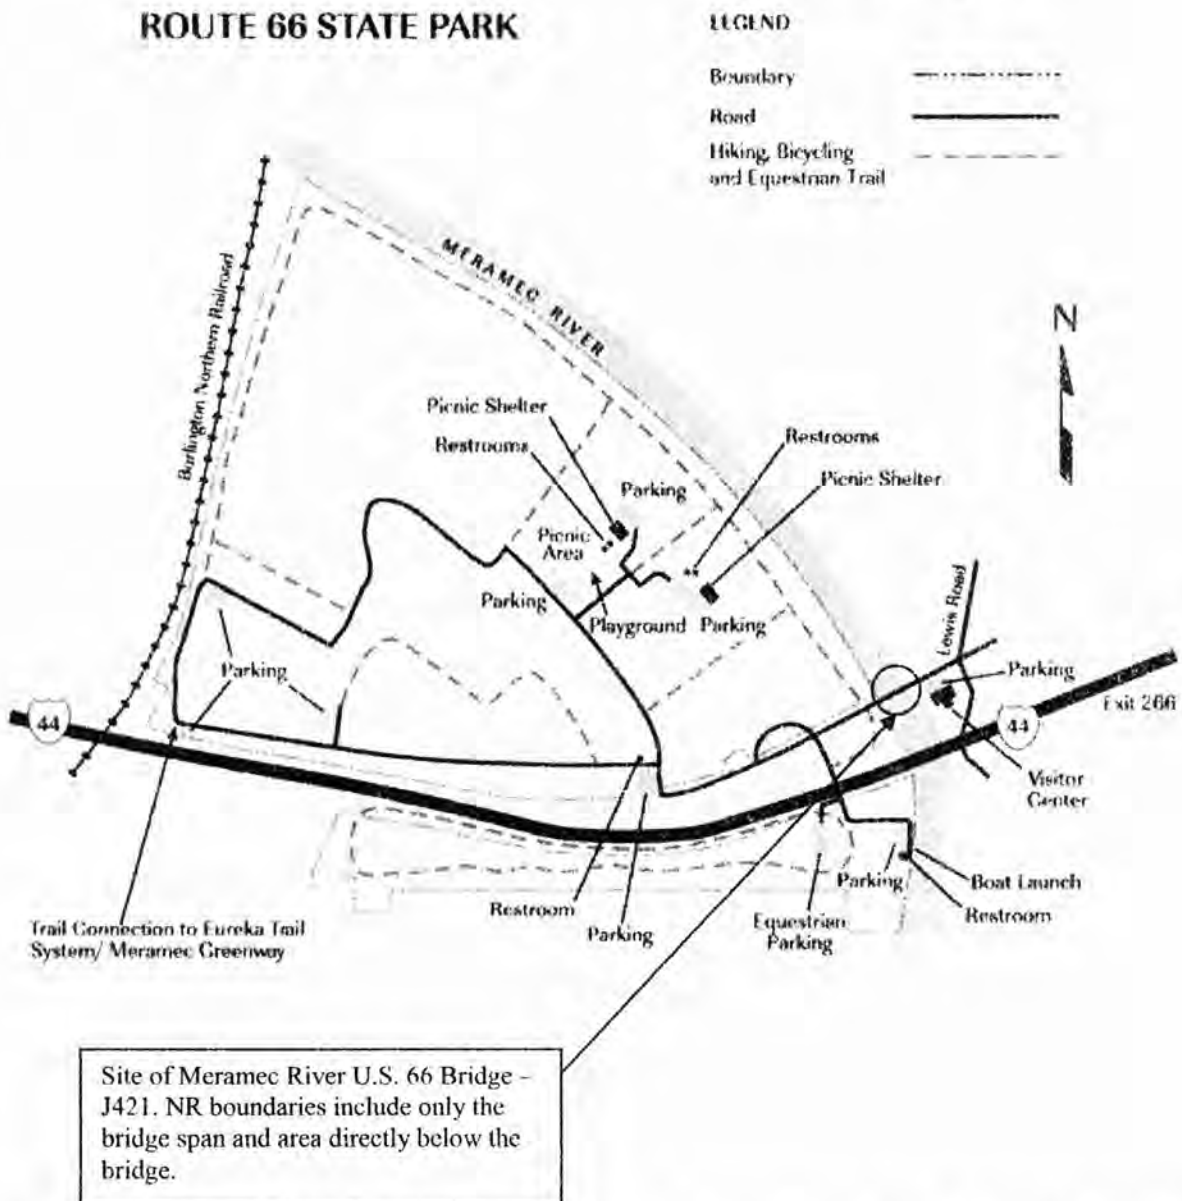 ROUTE 66 STATE PARK
LEGEND
Boundary
Road
Hiking, Bicycling
and Equestrian Trail
N
MERAMEC RIVER
Burlington Northern Railroad
Picnic Shelter
Restrooms
Parking
Restrooms
Picnic Shelter
Picnic
Area
Parking
Playground
Parking
Lewis Road
Parking
Parking
Exit 266
44
44
Visitor
Center
Parking
Boat Launch
Restroom
Restroom
Parking
Equestrian
Parking
Trail Connection to Eureka Trail
System/ Meramec Greenway
Site of Meramec River U.S. 66 Bridge –
J421. NR boundaries include only the
bridge span and area directly below the
bridge.